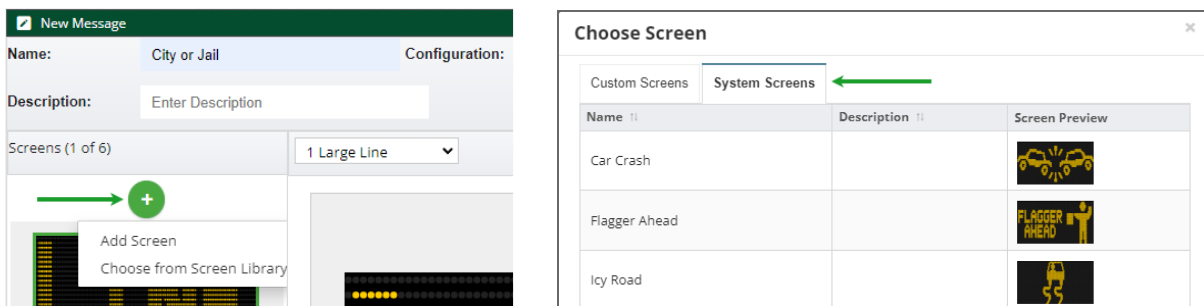 New Message
Name:
City or Jail
Configuration:
Description:
Enter Description
Screens (1 of 6)
1 Large Line
+
Add Screen
Choose from Screen Library
Choose Screen
×
Custom Screens
System Screens
Name
Description
Screen Preview
Car Crash
Flagger Ahead
FLAGGER
AHEAD
Icy Road